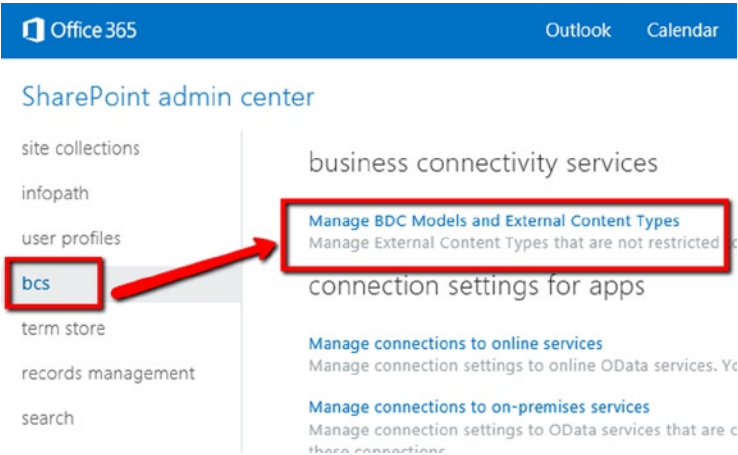 Office 365
Outlook
Calendar
SharePoint admin center
site collections
infopath
user profiles
bcs
term store
records management
search
business connectivity services
Manage BDC Models and External Content Types
Manage External Content Types that are not restricted
connection settings for apps
Manage connections to online services
Manage connection settings to online OData services.
Manage connections to on-premises services
Manage connection settings to OData services that are
these connections.